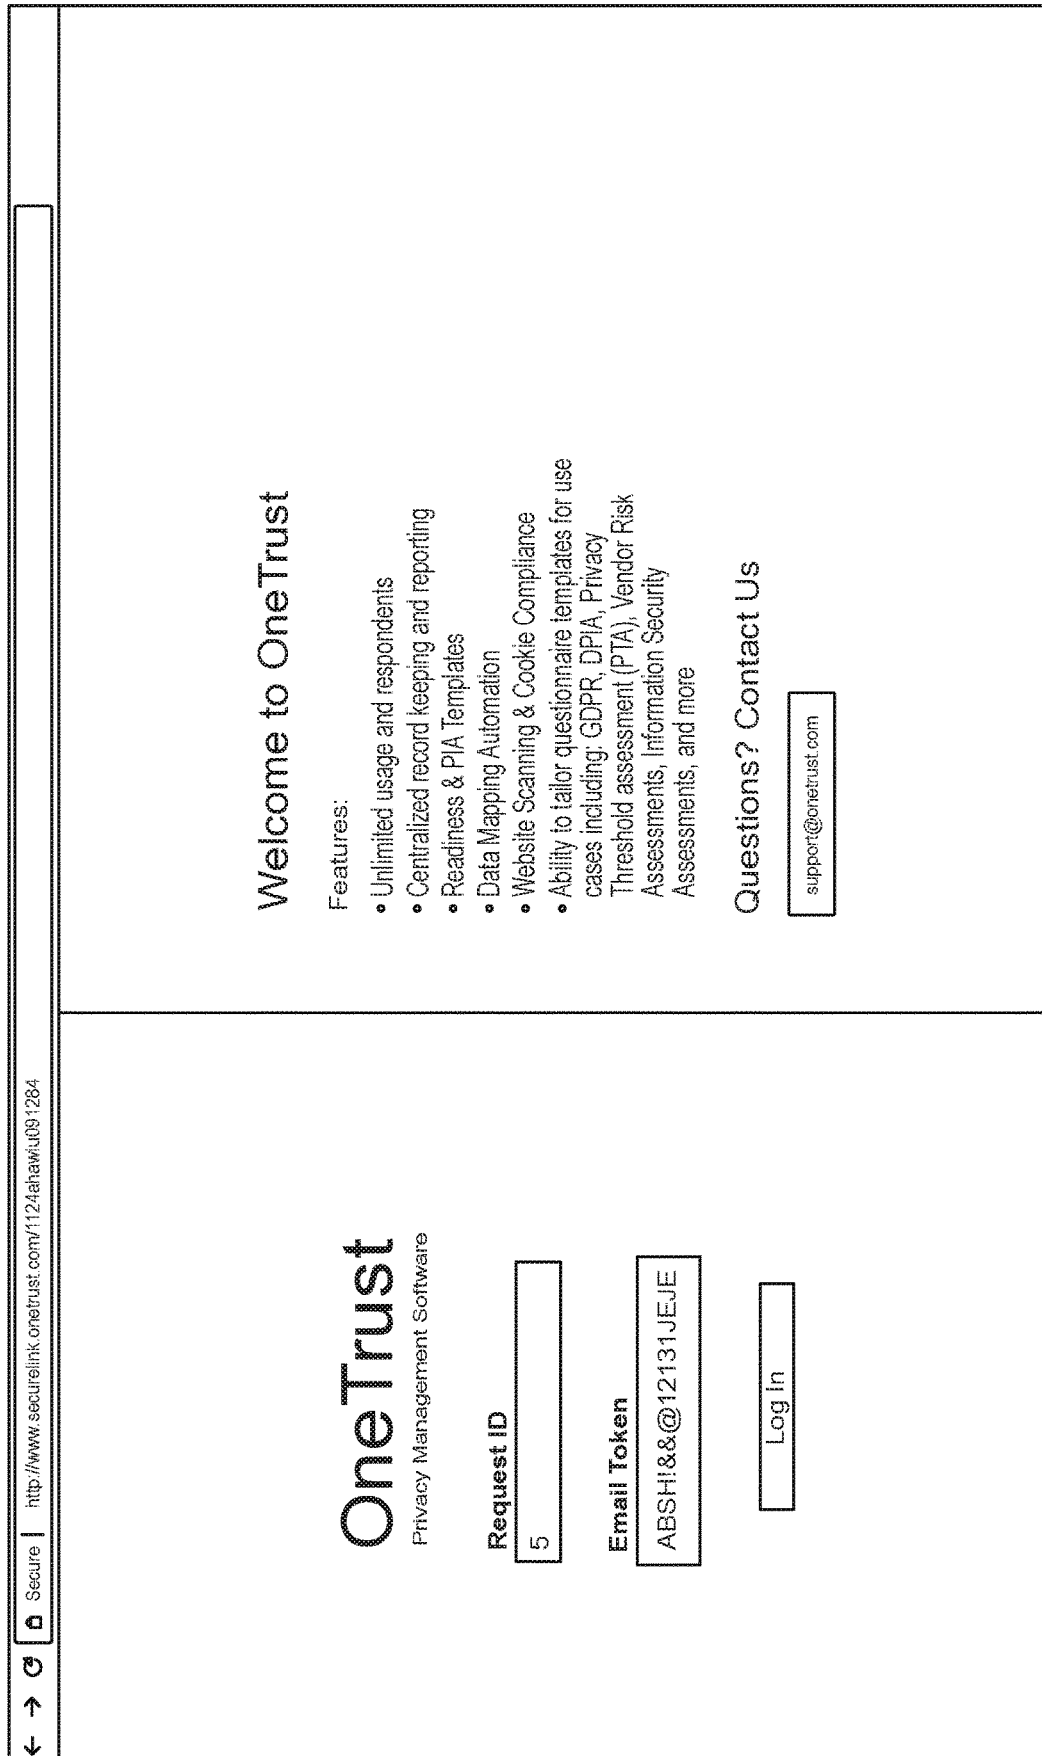 Secure | http://www.securelink.onetrust.com/1124ahawiu091284
OneTrust
Privacy Management Software
Request ID
5
Email Token
ABSH!&&@12131JEJE
Log In
Welcome to OneTrust
Features:
• Unlimited usage and respondents
• Centralized record keeping and reporting
• Readiness & PIA Templates
• Data Mapping Automation
• Website Scanning & Cookie Compliance
• Ability to tailor questionnaire templates for use
cases including: GDPR, DPIA, Privacy
Threshold assessment (PTA), Vendor Risk
Assessments, Information Security
Assessments, and more
Questions? Contact Us
support@onetrust.com